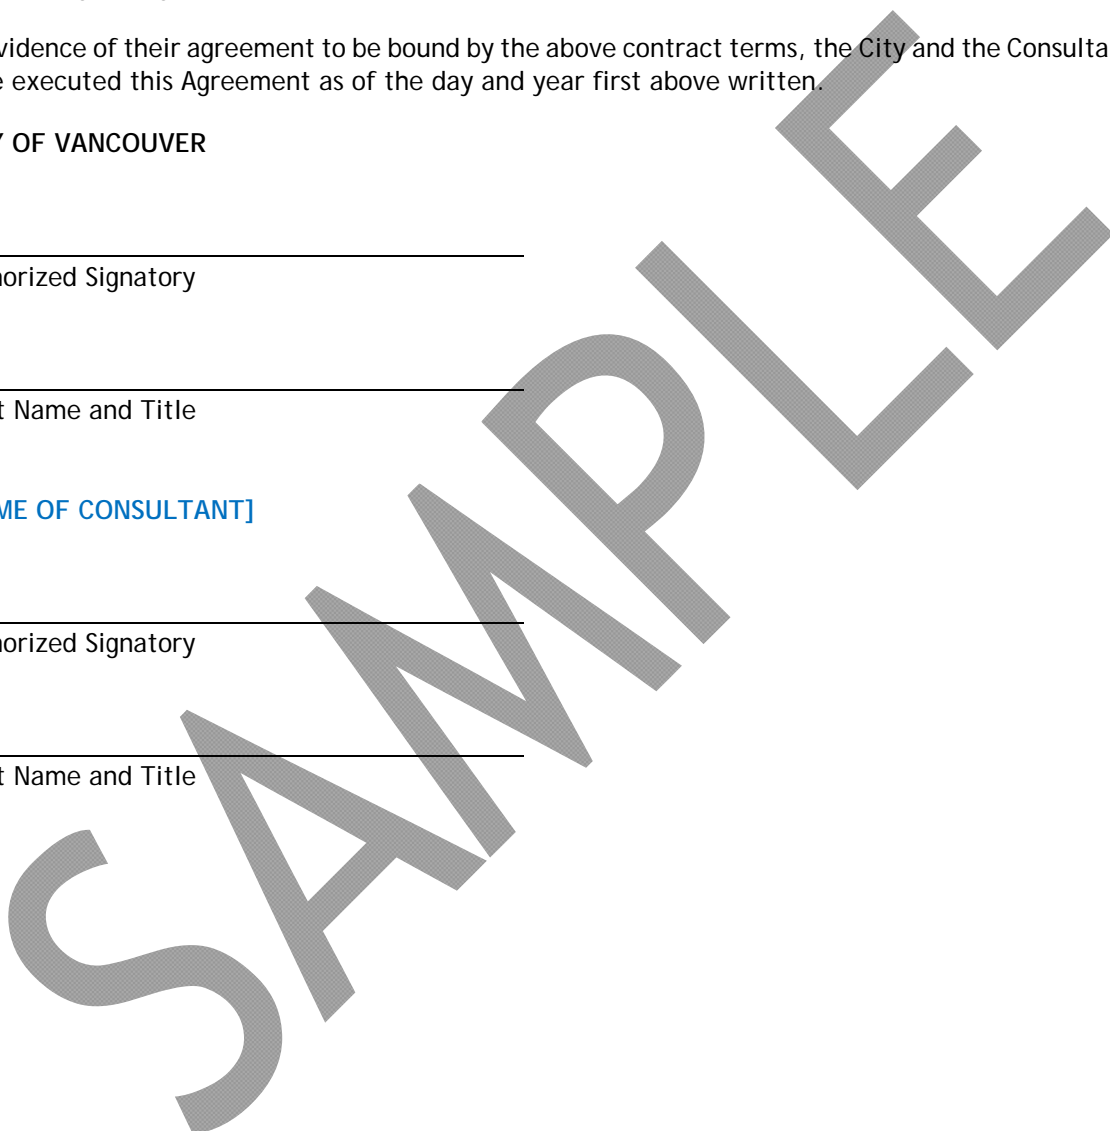 vidence of their agreement to be bound by the above contract terms, the City and the Consulta
e executed this Agreement as of the day and year first above written.
Y OF VANCOUVER
orized Signatory
t Name and Title
ME OF CONSULTANT]
orized Signatory
t Name and Title
SAMPLE